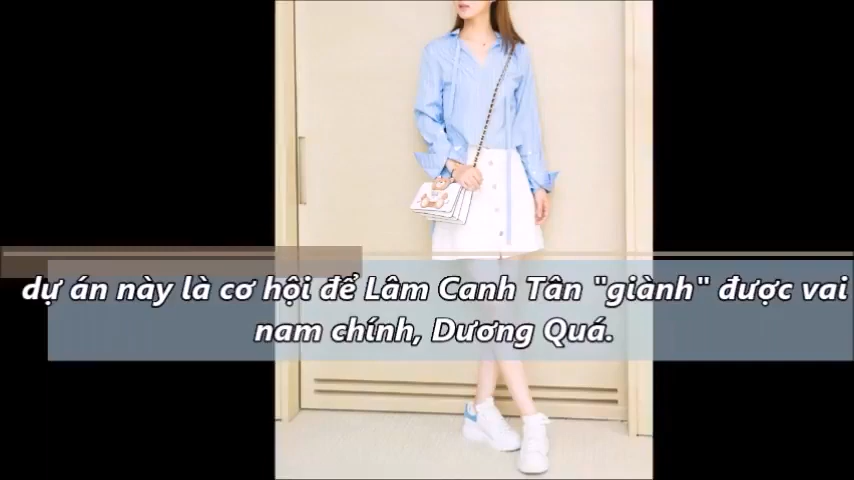 dự án này là cơ hội để Lâm Canh Tân "giành" được vai
nam chính, Dương Quá.